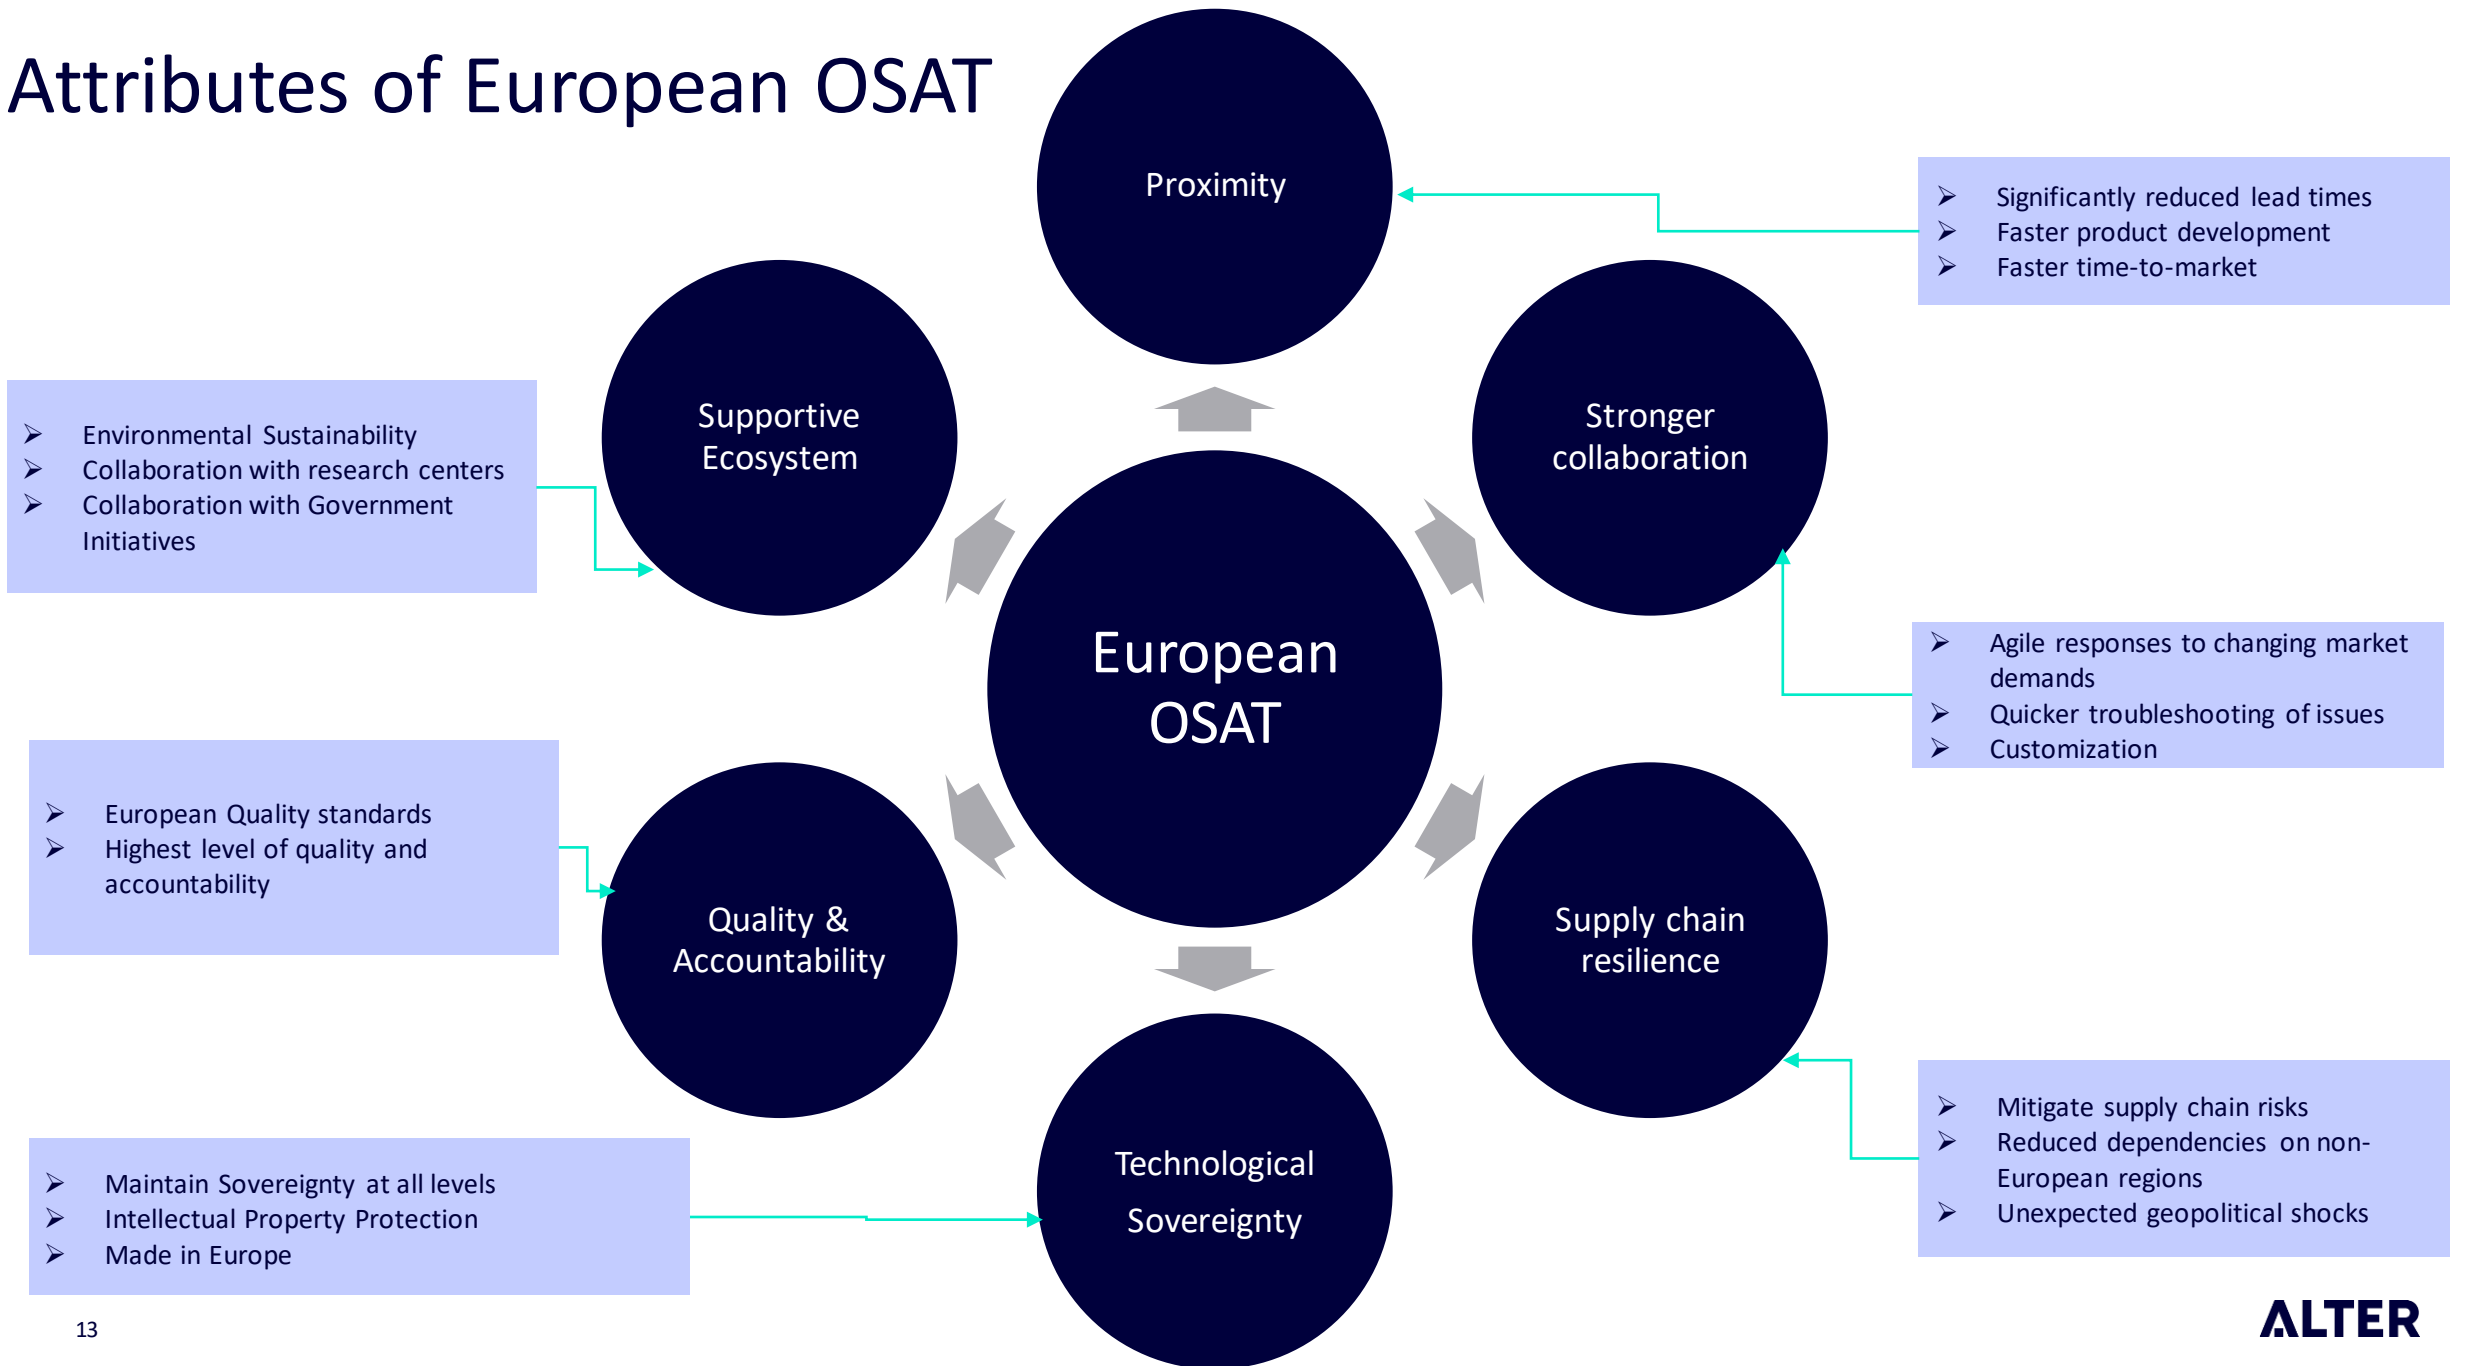 Attributes of European OSAT
Proximity
➢ Significantly reduced lead times
➢ Faster product development
➢ Faster time-to-market
Supportive
Ecosystem
Stronger
collaboration
➢ Environmental Sustainability
➢ Collaboration with research centers
➢ Collaboration with Government
Initiatives
European
OSAT
➢ Agile responses to changing market
demands
➢ Quicker troubleshooting of issues
➢ Customization
➢ European Quality standards
➢ Highest level of quality and
accountability
Quality &
Accountability
Supply chain
resilience
➢ Mitigate supply chain risks
➢ Reduced dependencies on non-
European regions
➢ Unexpected geopolitical shocks
➢ Maintain Sovereignty at all levels
➢ Intellectual Property Protection
➢ Made in Europe
Technological
Sovereignty
13
ALTER